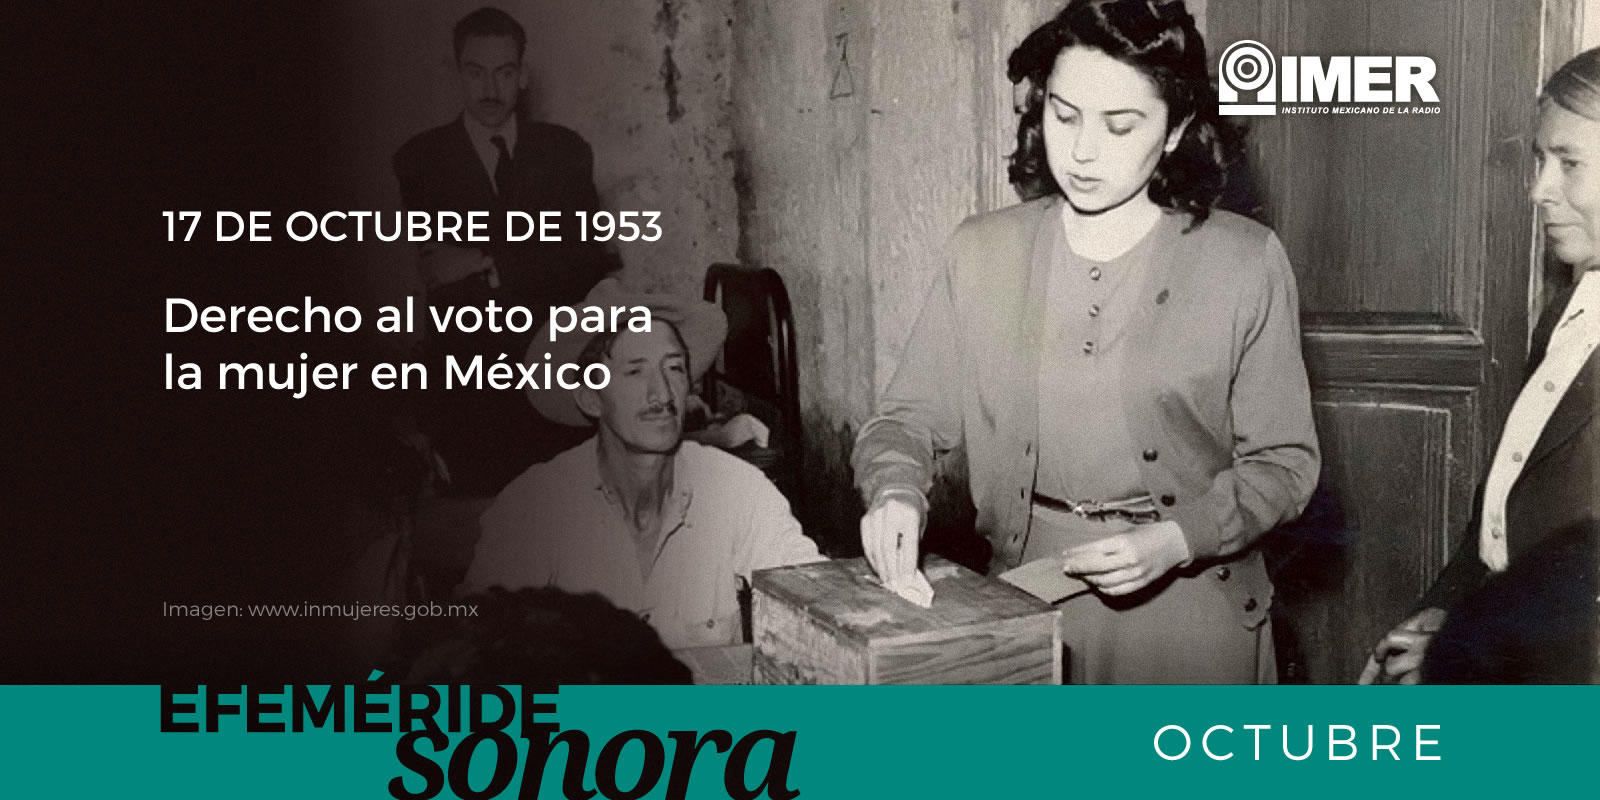 IMER
INSTITUTO MEXICANO DE LA RADIO
17 DE OCTUBRE DE 1953
Derecho al voto para
la mujer en México
Imagen: www.inmujeres.gob.mx
EFEMÉRIDE
sonora
OCTUBRE